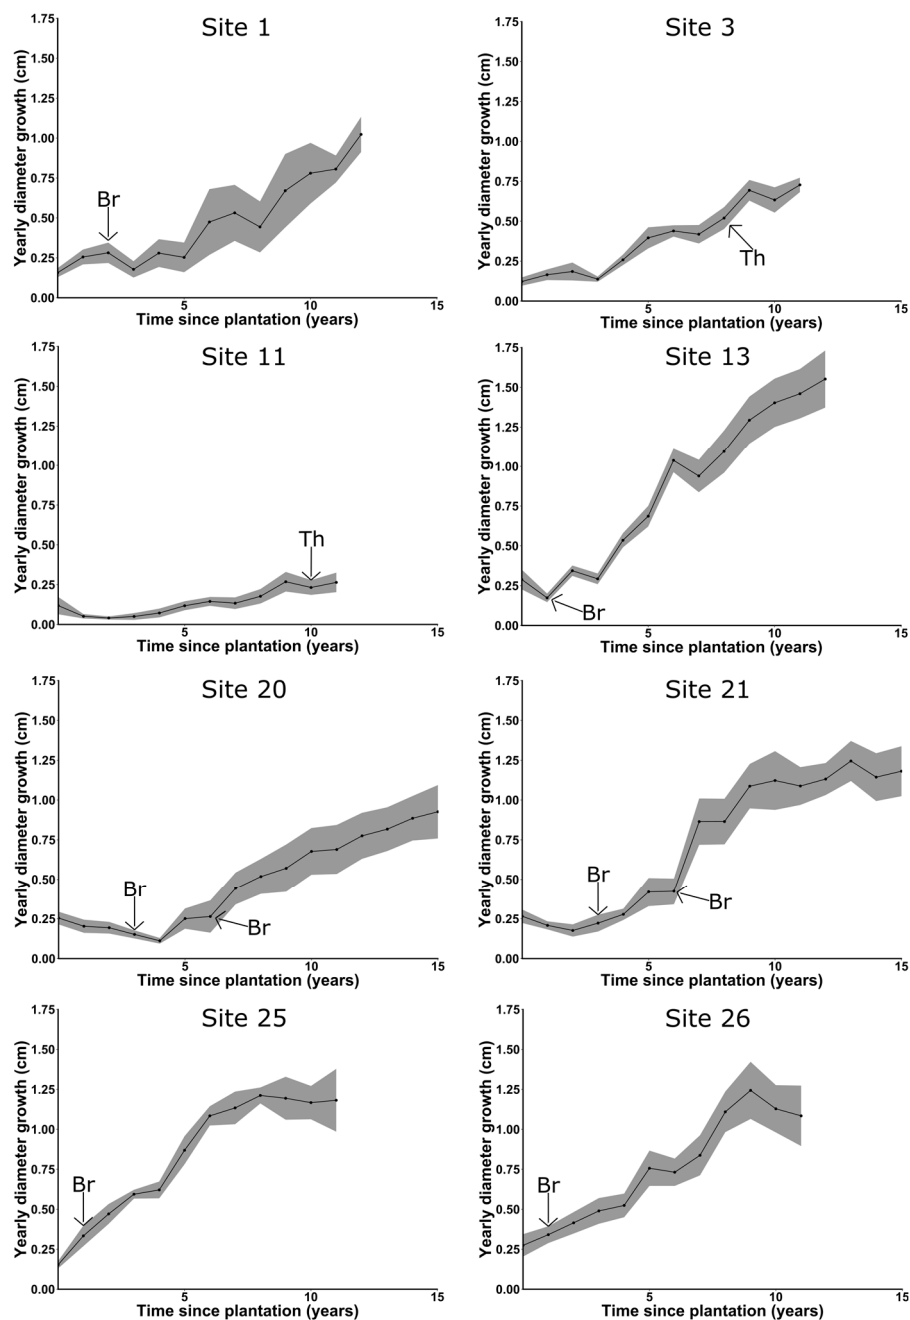 Site 1
Yearly diameter growth (cm)
1.75
1.50
1.25
1.00
0.75
0.50
0.25
0.00
Br
5
10
15
Time since plantation (years)
Site 3
Yearly diameter growth (cm)
1.75
1.50
1.25
1.00
0.75
0.50
0.25
0.00
Th
5
10
15
Time since plantation (years)
Site 11
Yearly diameter growth (cm)
1.75
1.50
1.25
1.00
0.75
0.50
0.25
0.00
Th
5
10
15
Time since plantation (years)
Site 13
Yearly diameter growth (cm)
1.75
1.50
1.25
1.00
0.75
0.50
0.25
0.00
Br
5
10
15
Time since plantation (years)
Site 20
Yearly diameter growth (cm)
1.75
1.50
1.25
1.00
0.75
0.50
0.25
0.00
Br
Br
5
10
15
Time since plantation (years)
Site 21
Yearly diameter growth (cm)
1.75
1.50
1.25
1.00
0.75
0.50
0.25
0.00
Br
Br
5
10
15
Time since plantation (years)
Site 25
Yearly diameter growth (cm)
1.75
1.50
1.25
1.00
0.75
0.50
0.25
0.00
Br
5
10
15
Time since plantation (years)
Site 26
Yearly diameter growth (cm)
1.75
1.50
1.25
1.00
0.75
0.50
0.25
0.00
Br
5
10
15
Time since plantation (years)